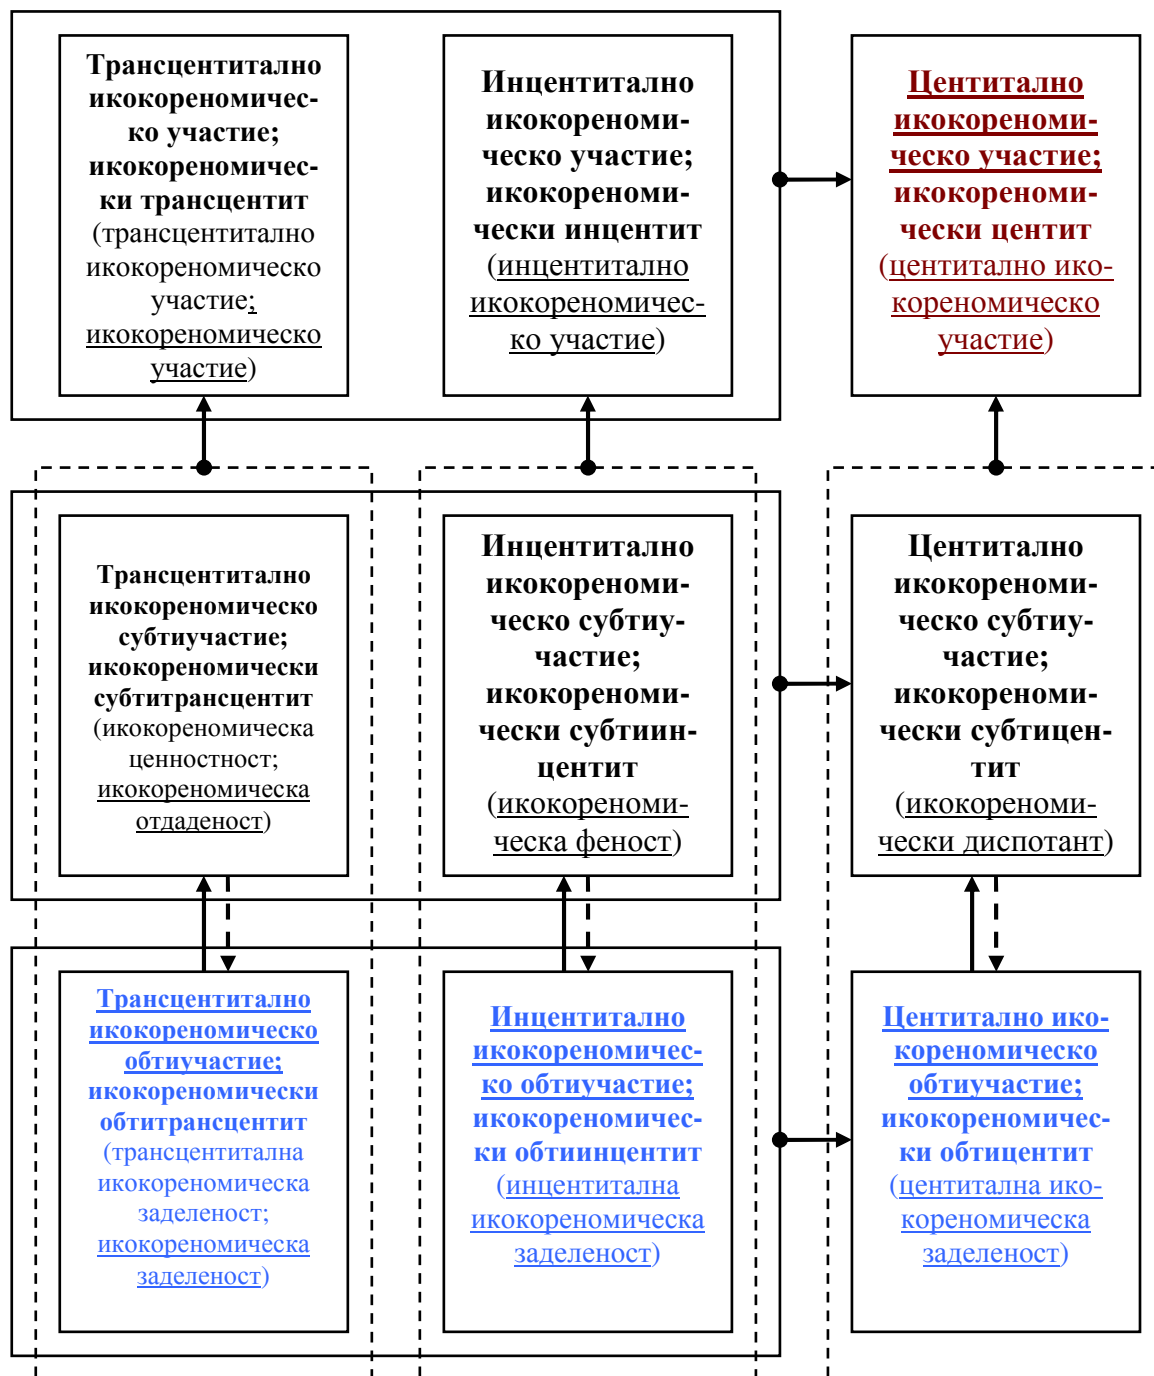 Трансцентитално
икокореномичес-
ко участие;
икокореномичес-
ки трансцентит
(трансцентитално
икокореномическо
участие;
икокореномическо
участие)
Инцентитално
икокореноми-
ческо участие;
икокореноми-
чески инцентит
(инцентитално
икокореномичес-
ко участие)
Центитално
икокореноми-
ческо участие;
икокореноми-
чески центит
(центитално ико-
кореномическо
участие)
Трансцентитално
икокореномическо
субтиучастие;
икокореномически
субтитрансцентит
(икокореномическа
ценностност;
икокореномическа
отдаденост)
Инцентитално
икокореноми-
ческо субтиу-
частие;
икокореноми-
чески субтиин-
центит
(икокореноми-
ческа феност)
Центитално
икокореноми-
ческо субтиу-
частие;
икокореноми-
чески субтицен-
тит
(икокореноми-
чески диспотант)
Трансцентитално
икокореномическо
обтиучастие;
икокореномически
обтитрансцентит
(трансцентитална
икокореномическа
заделеност;
икокореномическа
заделеност)
Инцентитално
икокореномичес-
ко обтиучастие;
икокореномичес-
ки обтиинцентит
(инцентитална
икокореномическа
заделеност)
Центитално ико-
кореномическо
обтиучастие;
икокореномичес-
ки обтицентит
(центитална ико-
кореномическа
заделеност)